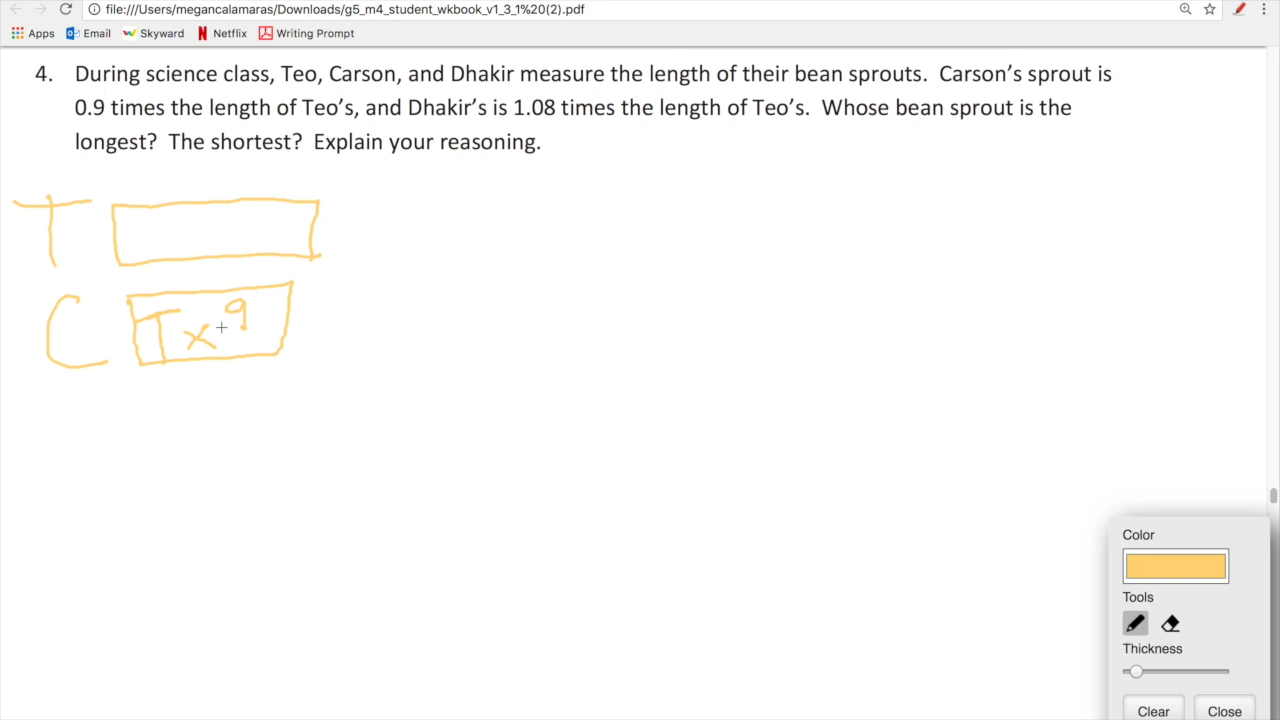 file:///Users/megancalamaras/Downloads/g5_m4_student_wkbook_v1_3_1%20(2).pdf
Apps Email Skyward Netflix Writing Prompt
4. During science class, Teo, Carson, and Dhakir measure the length of their bean sprouts. Carson’s sprout is
0.9 times the length of Teo’s, and Dhakir’s is 1.08 times the length of Teo’s. Whose bean sprout is the
longest? The shortest? Explain your reasoning.
T
C T x 9
Color
Tools
Thickness
Clear Close